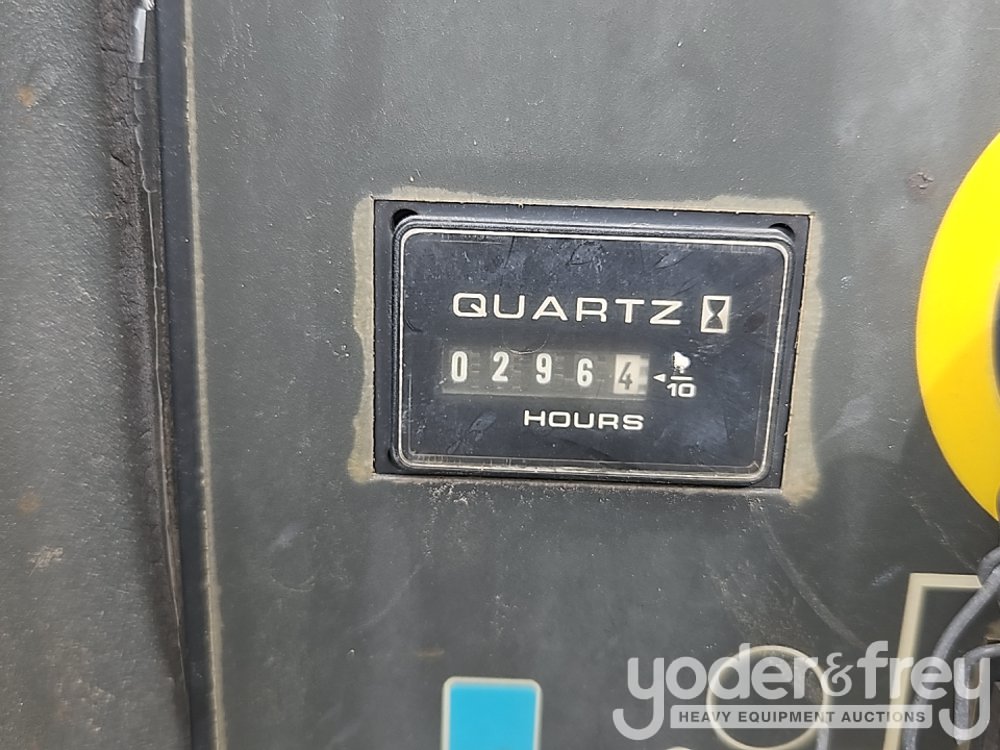 QUARTZ
02964
1/10
HOURS
yoder&frey
HEAVY EQUIPMENT AUCTIONS